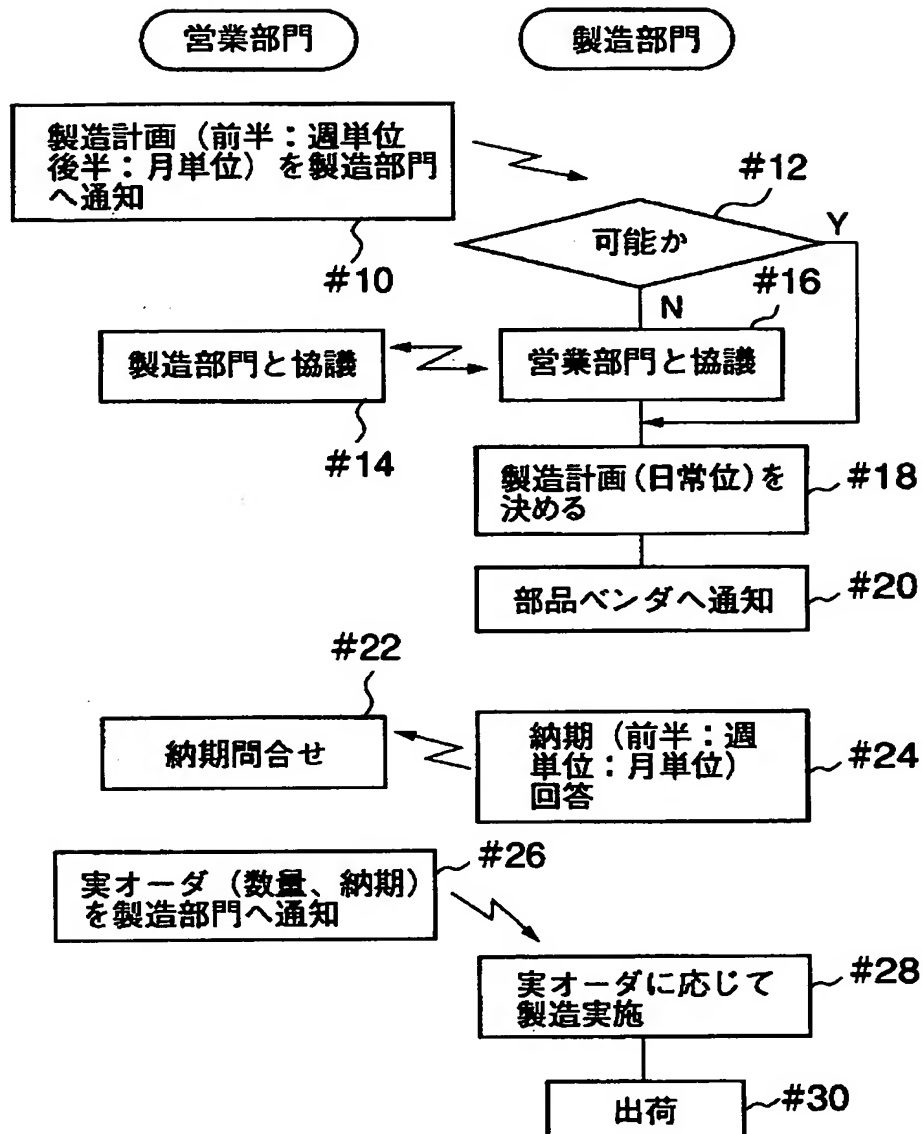 営業部門
製造部門
製造計画（前半：週単位
後半：月単位）を製造部門
へ通知
#10
#12
可能か
Y
N
#16
製造部門と協議
#14
営業部門と協議
製造計画（日常位）を
決める
#18
部品ベンダへ通知
#20
#22
納期問合せ
納期（前半：週
単位：月単位）
回答
#24
#26
実オーダ（数量、納期）
を製造部門へ通知
実オーダに応じて
製造実施
#28
出荷
#30